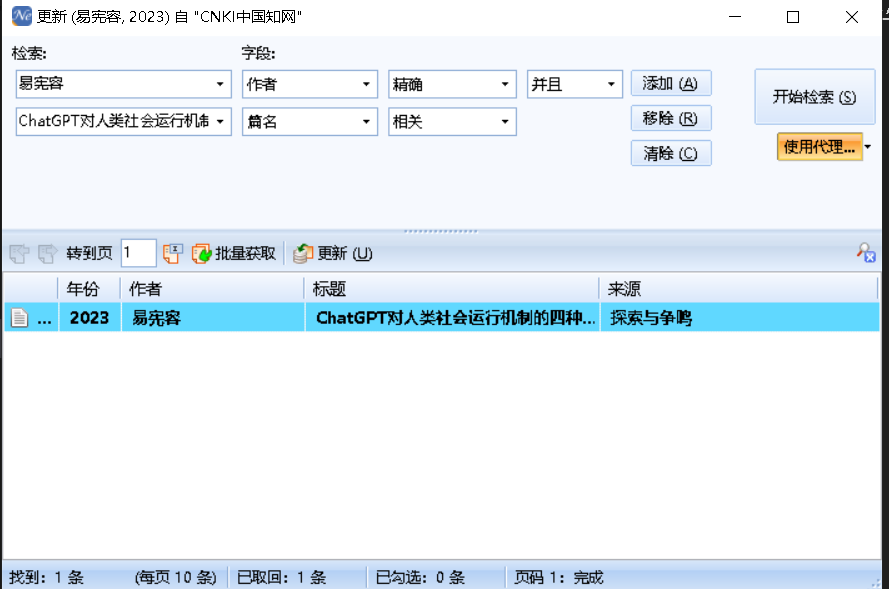 更新 (易宪容, 2023) 自 "CNKI中国知网"
检索: 字段:
易宪容 作者 精确 并且 添加 (A) 开始检索 (S)
ChatGPT对人类社会运行机制 篇名 相关 移除 (R)
使用代理...
清除 (C)
转到页 1 批量获取 更新 (U)
年份 作者 标题 来源
... 2023 易宪容 ChatGPT对人类社会运行机制的四种... 探索与争鸣
找到: 1 条 (每页 10 条) 已取回: 1 条 已勾选: 0 条 页码 1: 完成